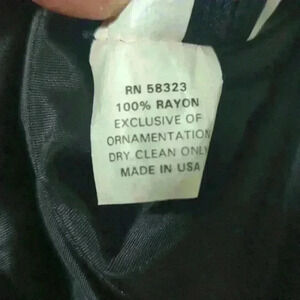 RN 58323
100% RAYON
EXCLUSIVE OF
ORNAMENTATION
DRY CLEAN ONLY
MADE IN USA